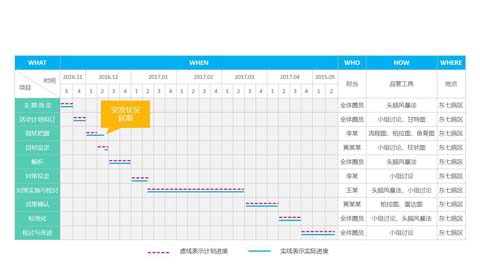 WHAT WHEN WHO HOW WHERE
时间 项目 2016.11 2016.12 2017.01 2017.02 2017.03 2017.04 2015.05 担当 品管工具 地点
3 4 1 2 3 4 1 2 3 4 1 2 3 4 1 2 3 4 1 2 3 4 1 2
突发状况
延期
主题选定 全体圈员 头脑风暴法 东七病区
活动计划拟订 全体圈员 小组讨论、甘特图 东七病区
现状把握 李某 流程图、柏拉图、鱼骨图 东七病区
目标设定 黄某某 小组讨论、柱状图 东七病区
解析 全体圈员 头脑风暴法 东七病区
对策拟定 李某 小组讨论 东七病区
对策实施与检讨 王某 头脑风暴法、小组讨论 东七病区
效果确认 黄某某 柏拉图、雷达图 东七病区
标准化 全体圈员 小组讨论、头脑风暴法 东七病区
检讨与改进 全体圈员 小组讨论 东七病区
虚线表示计划进度 实线表示实际进度